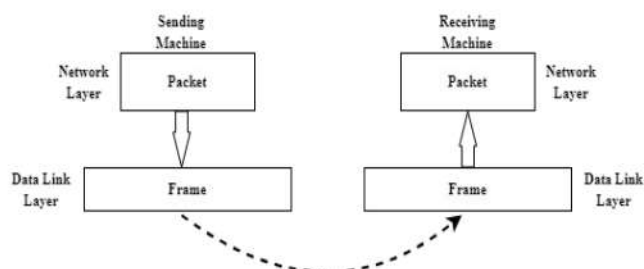 Sending
Machine
Receiving
Machine
Network
Layer
Packet
Packet
Network
Layer
Data Link
Layer
Frame
Frame
Data Link
Layer